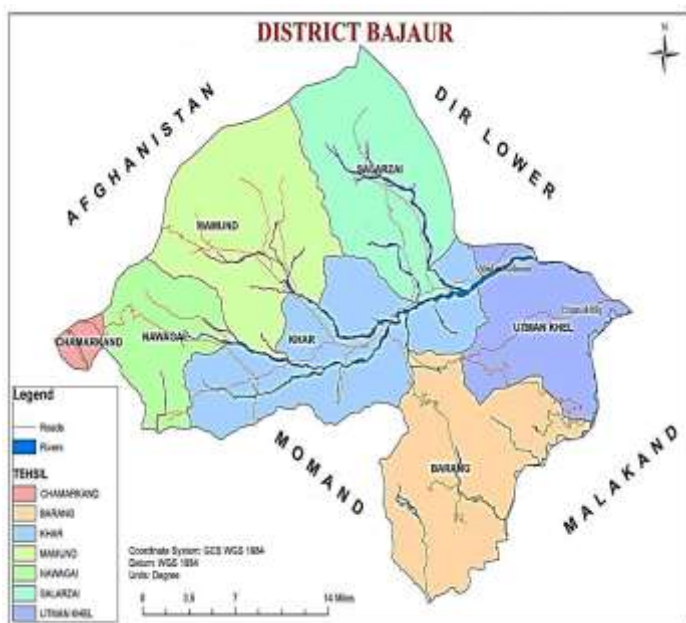 DISTRICT BAJAUR
N
AFGHANISTAN
DIR LOWER
SALARZAI
MAMUND
UTMAN KHEL
CHAMARKAND
NAWAGAI
KHAR
BARANG
MOMAND
MALAKAND
Legend
Roads
Rivers
TEHSIL
CHAMARKAND
BARANG
KHAR
MAMUND
NAWAGAI
SALARZAI
UTMAN KHEL
Coordinate System: GCS WGS 1984
Datum: WGS 1984
Units: Degree
0 3.5 7 14 Miles